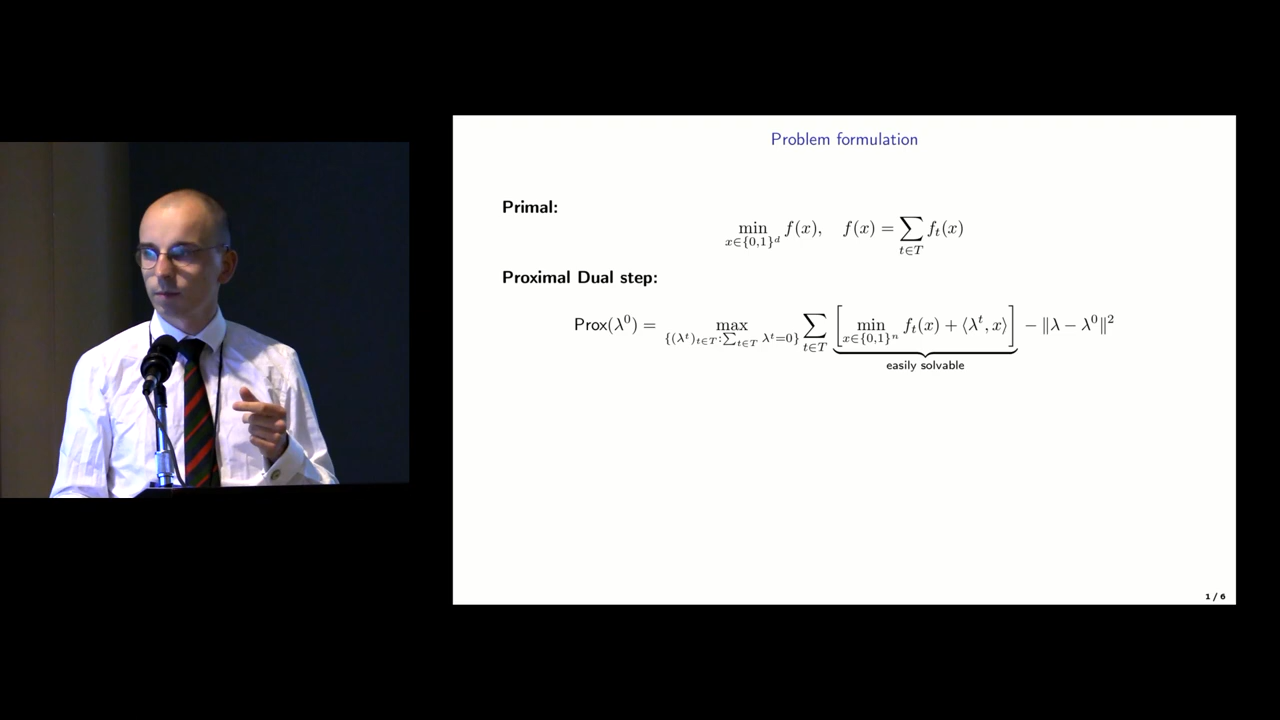 Problem formulation
Primal:
min_{x∈{0,1}^d} f(x),   f(x) = ∑_{t∈T} f_t(x)
Proximal Dual step:
Prox(λ^0) = max_{{(λ^t)_{t∈T}:∑_{t∈T} λ^t=0}} ∑_{t∈T} [min_{x∈{0,1}^n} f_t(x) + ⟨λ^t, x⟩] − ‖λ − λ^0‖^2
easily solvable
1 / 6